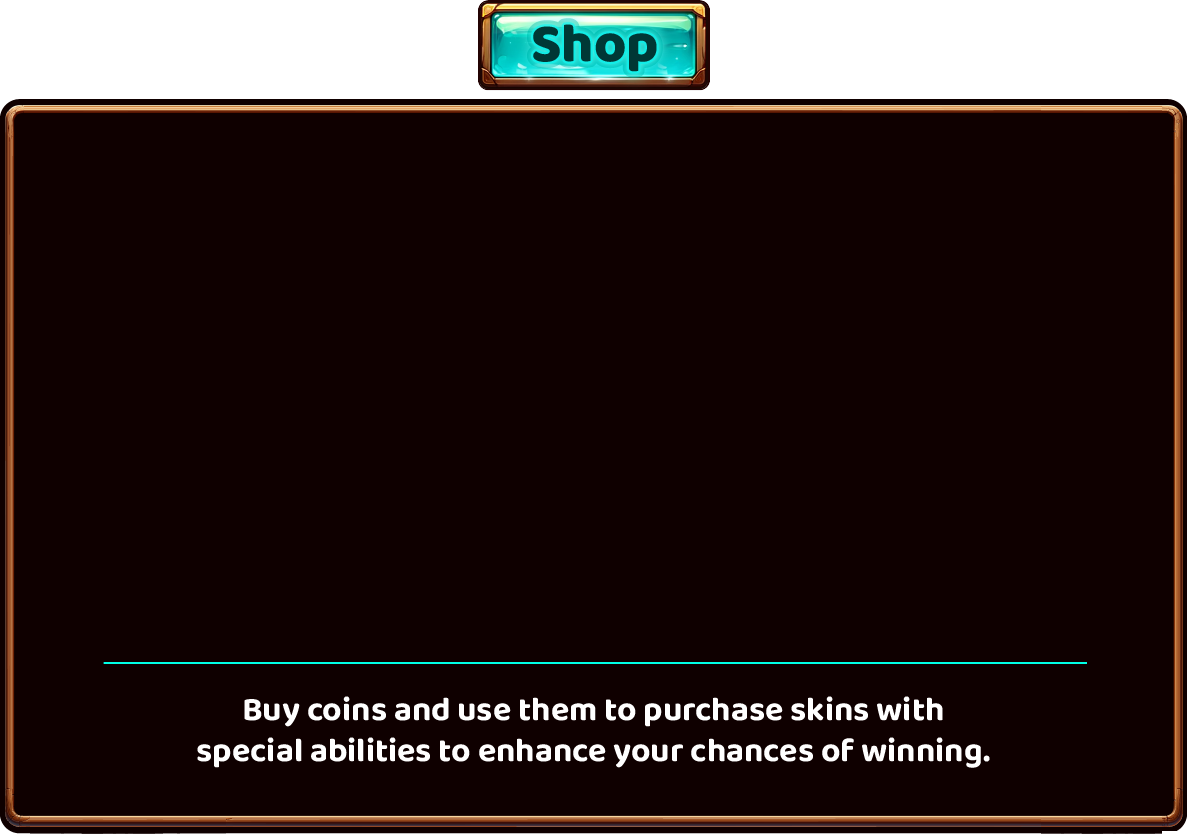 Shop
Buy coins and use them to purchase skins with
special abilities to enhance your chances of winning.